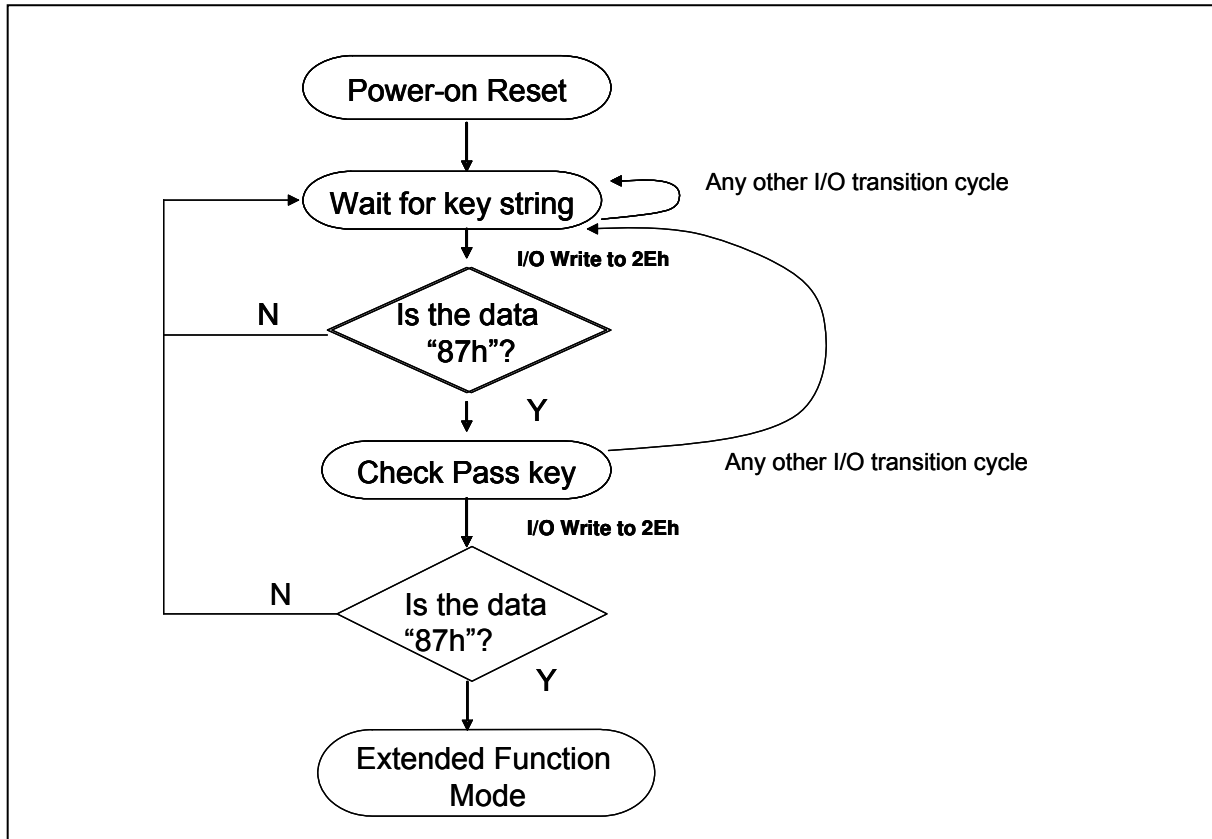 Power-on Reset
Wait for key string
Any other I/O transition cycle
I/O Write to 2Eh
Is the data
“87h”?
N
Y
Check Pass key
Any other I/O transition cycle
I/O Write to 2Eh
Is the data
“87h”?
N
Y
Extended Function
Mode